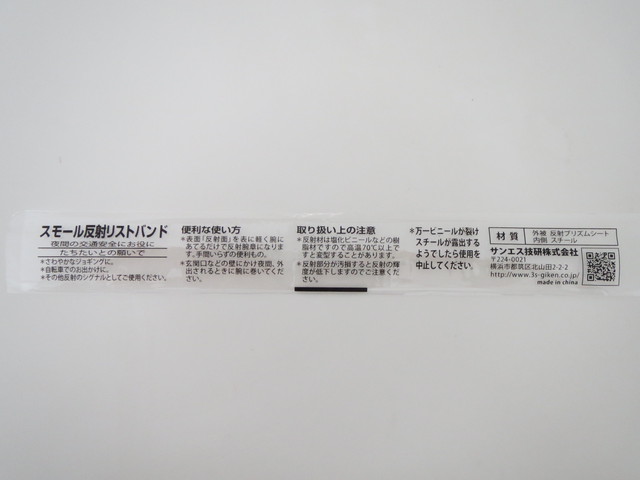 スモール反射リストバンド
夜間の交通安全にお役に
たちたいとの願いで
＊さわやかなジョギングに。
＊自転車でのお出かけに。
＊その他反射のシグナルとしてご使用ください。
便利な使い方
＊表面「反射面」を表に軽く腕に
あてるだけで反射腕章になりま
す。手間いらずの便利もの。
＊玄関口などの壁にかけ夜間、外
出されるときに腕に巻いてくだ
さい。
取り扱い上の注意
＊反射材は塩化ビニールなどの樹
脂材ですので高温70℃以上で
すと変型することがあります。
＊反射部分が汚損すると反射の輝
度が低下しますのでご注意くだ
さい。
＊万一ビニールが裂け
スチールが露出する
ようでしたら使用を
中止してください。
材質 外被 反射プリズムシート
内側 スチール
サンエス技研株式会社
〒224-0021
横浜市都筑区北山田2-2-2
http://www.3s-giken.co.jp/
made in china